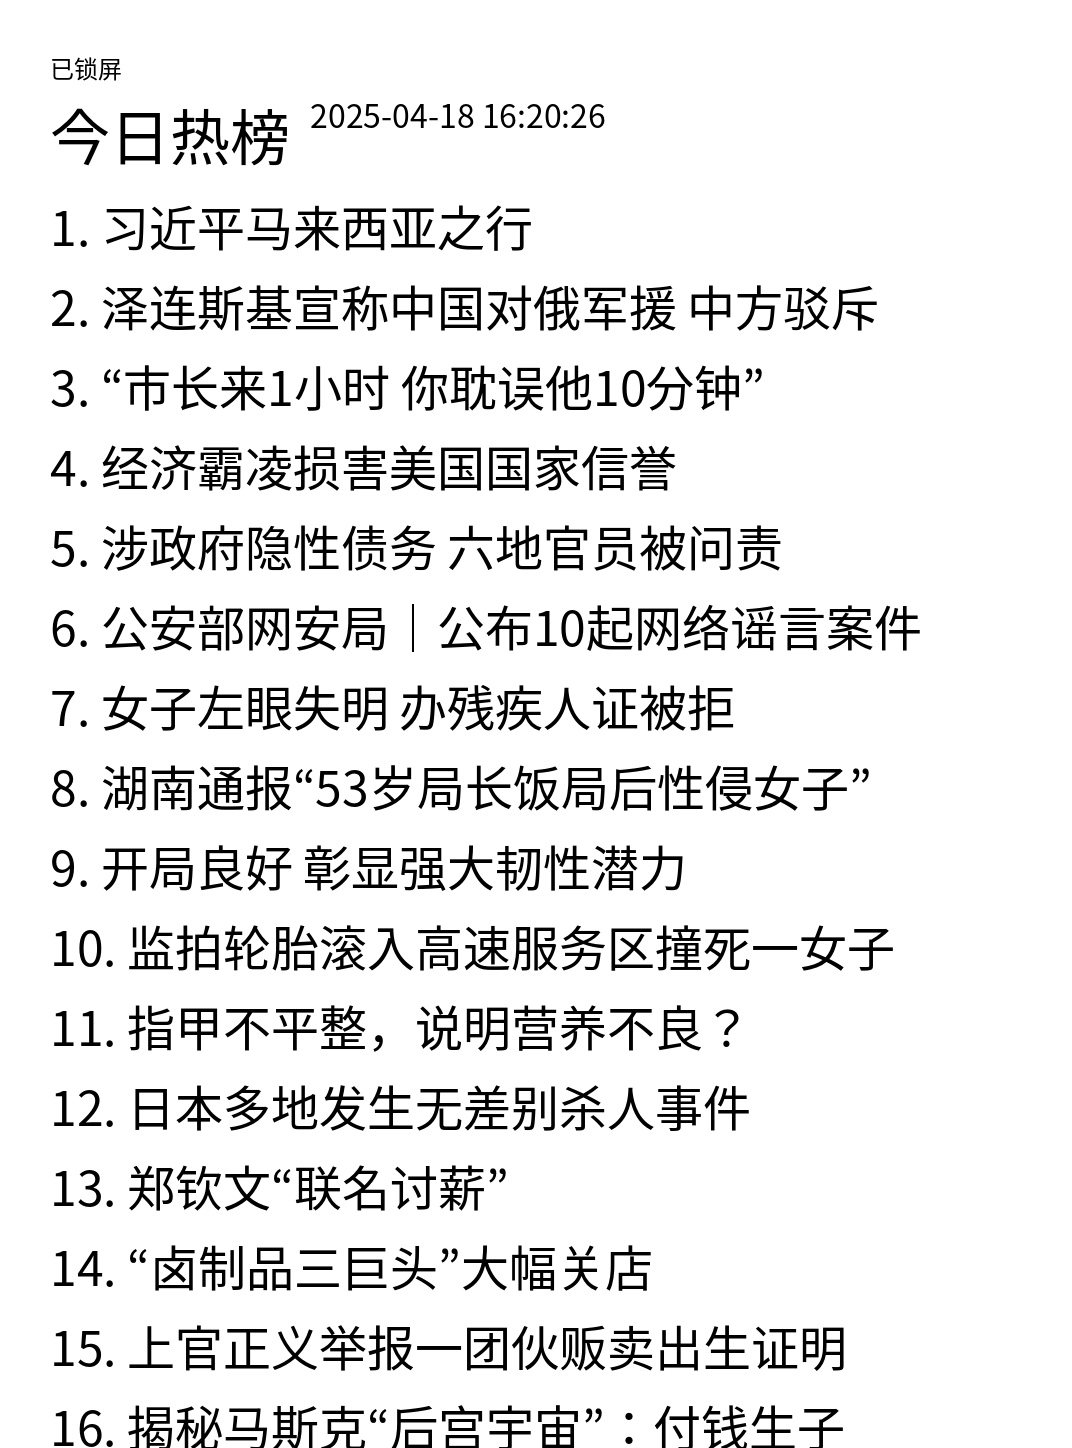 已锁屏
今日热榜 2025-04-18 16:20:26
1. 习近平马来西亚之行
2. 泽连斯基宣称中国对俄军援 中方驳斥
3. “市长来1小时 你耽误他10分钟”
4. 经济霸凌损害美国国家信誉
5. 涉政府隐性债务 六地官员被问责
6. 公安部网安局｜公布10起网络谣言案件
7. 女子左眼失明 办残疾人证被拒
8. 湖南通报“53岁局长饭局后性侵女子”
9. 开局良好 彰显强大韧性潜力
10. 监拍轮胎滚入高速服务区撞死一女子
11. 指甲不平整，说明营养不良？
12. 日本多地发生无差别杀人事件
13. 郑钦文“联名讨薪”
14. “卤制品三巨头”大幅关店
15. 上官正义举报一团伙贩卖出生证明
16. 揭秘马斯克“后宫宇宙”：付钱生子